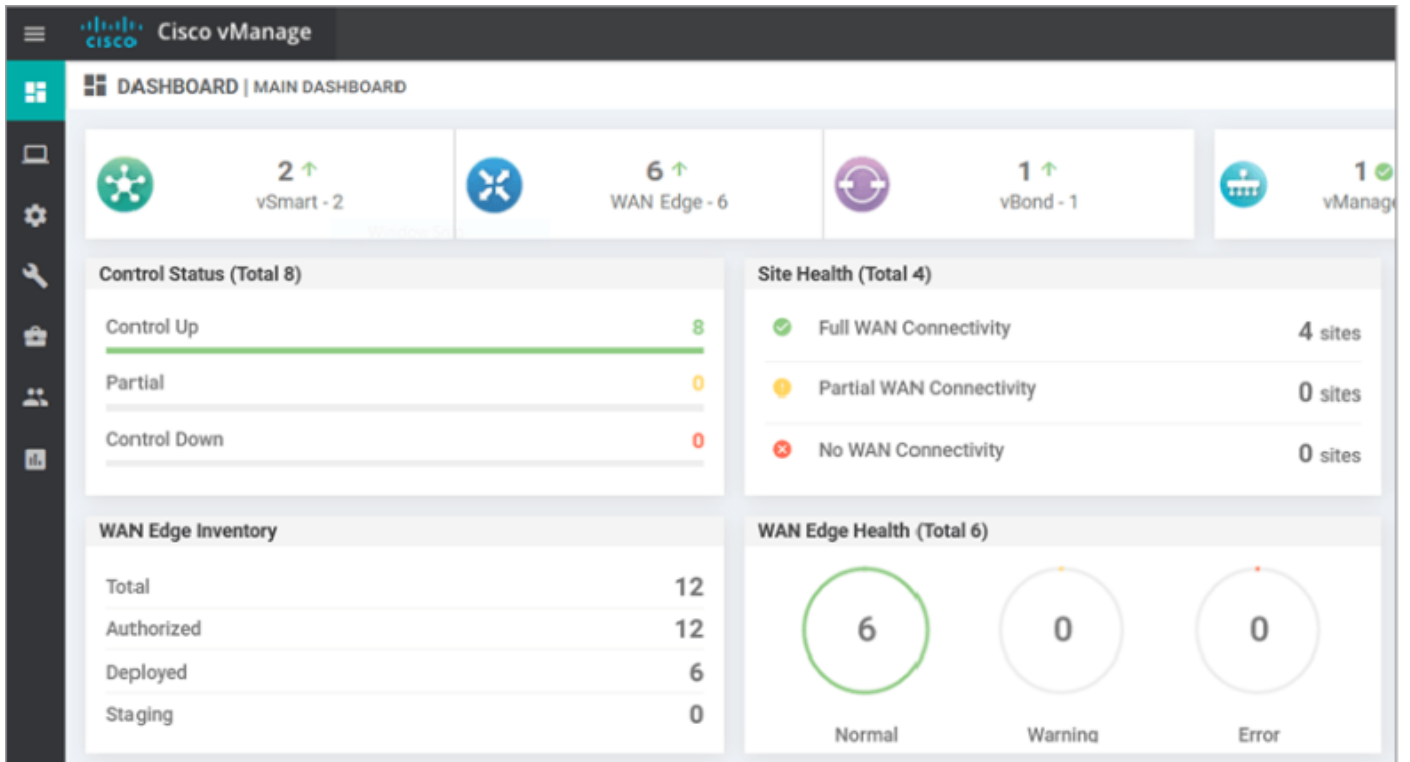 CISCO Cisco vManage
DASHBOARD | MAIN DASHBOARD
2
vSmart - 2
6
WAN Edge - 6
1
vBond - 1
1
vManage
Control Status (Total 8)
Control Up 8
Partial 0
Control Down 0
Site Health (Total 4)
Full WAN Connectivity 4 sites
Partial WAN Connectivity 0 sites
No WAN Connectivity 0 sites
WAN Edge Inventory
Total 12
Authorized 12
Deployed 6
Staging 0
WAN Edge Health (Total 6)
6 0 0
Normal Warning Error